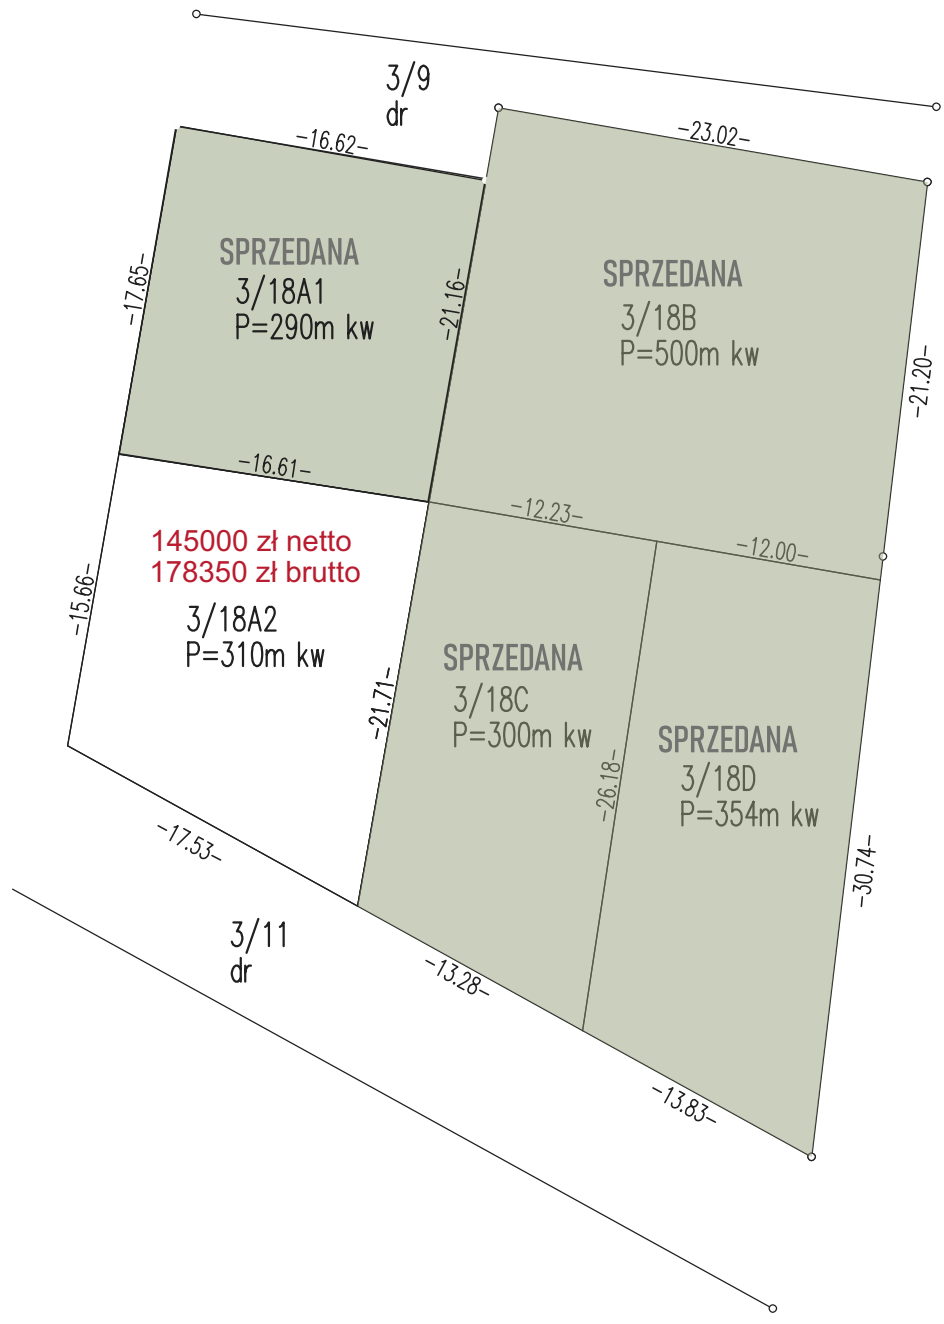 3/9
dr
-23.02-
-16.62-
SPRZEDANA
3/18A1
P=290m kw
-17.65-
-21.16-
SPRZEDANA
3/18B
P=500m kw
-21.20-
-16.61-
-12.23-
-12.00-
145000 zł netto
178350 zł brutto
3/18A2
P=310m kw
-15.66-
-21.71-
SPRZEDANA
3/18C
P=300m kw
-26.18-
SPRZEDANA
3/18D
P=354m kw
-30.74-
-17.53-
3/11
dr
-13.28-
-13.83-